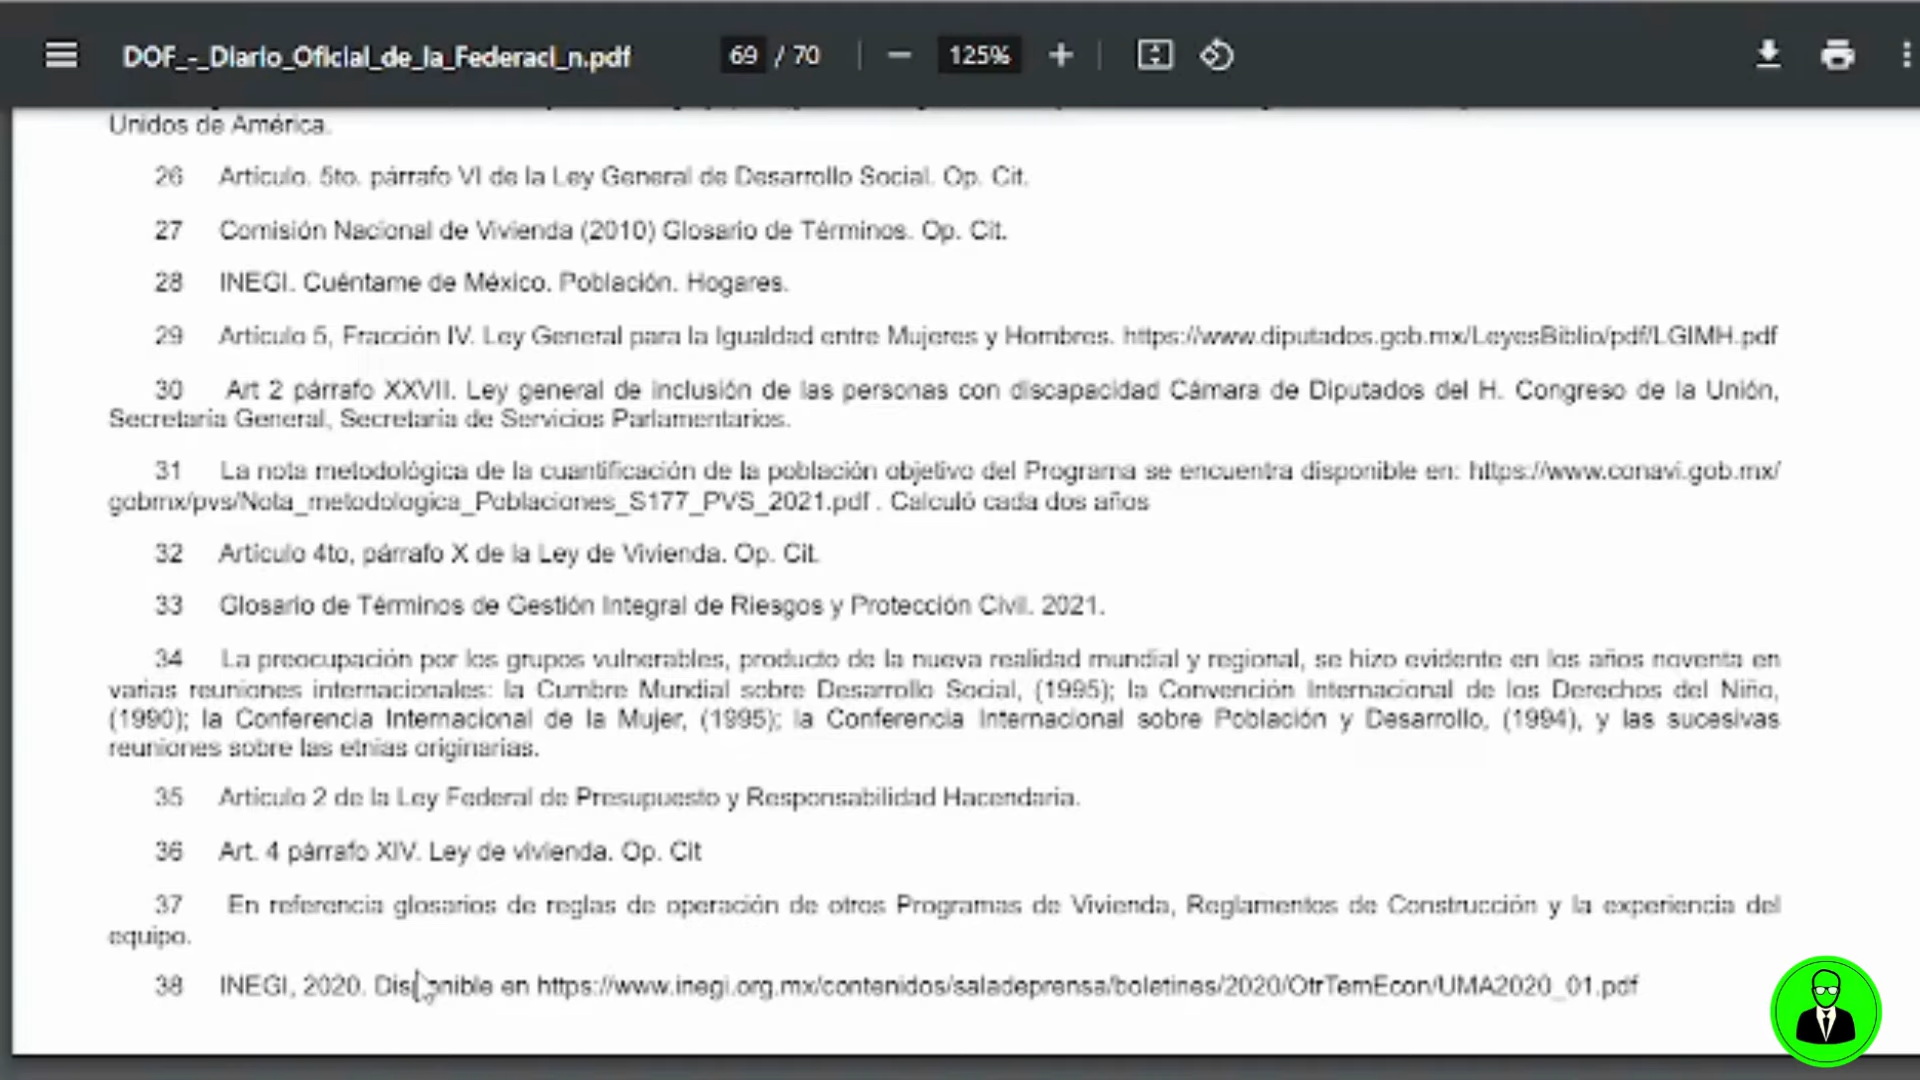 DOF_-_Diario_Oficial_de_la_Federaci_n.pdf 69 / 70 125%
Unidos de América.
26 Artículo. 5to. párrafo VI de la Ley General de Desarrollo Social. Op. Cit.
27 Comisión Nacional de Vivienda (2010) Glosario de Términos. Op. Cit.
28 INEGI. Cuéntame de México. Población. Hogares.
29 Artículo 5, Fracción IV. Ley General para la Igualdad entre Mujeres y Hombres. https://www.diputados.gob.mx/LeyesBiblio/pdf/LGIMH.pdf
30 Art 2 párrafo XXVII. Ley general de inclusión de las personas con discapacidad Cámara de Diputados del H. Congreso de la Unión,
Secretaría General, Secretaría de Servicios Parlamentarios.
31 La nota metodológica de la cuantificación de la población objetivo del Programa se encuentra disponible en: https://www.conavi.gob.mx/
gobmx/pvs/Nota_metodologica_Poblaciones_S177_PVS_2021.pdf . Calculó cada dos años
32 Artículo 4to, párrafo X de la Ley de Vivienda. Op. Cit.
33 Glosario de Términos de Gestión Integral de Riesgos y Protección Civil. 2021.
34 La preocupación por los grupos vulnerables, producto de la nueva realidad mundial y regional, se hizo evidente en los años noventa en
varias reuniones internacionales: la Cumbre Mundial sobre Desarrollo Social, (1995); la Convención Internacional de los Derechos del Niño,
(1990); la Conferencia Internacional de la Mujer, (1995); la Conferencia Internacional sobre Población y Desarrollo, (1994), y las sucesivas
reuniones sobre las etnias originarias.
35 Artículo 2 de la Ley Federal de Presupuesto y Responsabilidad Hacendaria.
36 Art. 4 párrafo XIV. Ley de vivienda. Op. Cit
37 En referencia glosarios de reglas de operación de otros Programas de Vivienda, Reglamentos de Construcción y la experiencia del
equipo.
38 INEGI, 2020. Disponible en https://www.inegi.org.mx/contenidos/saladeprensa/boletines/2020/OtrTemEcon/UMA2020_01.pdf